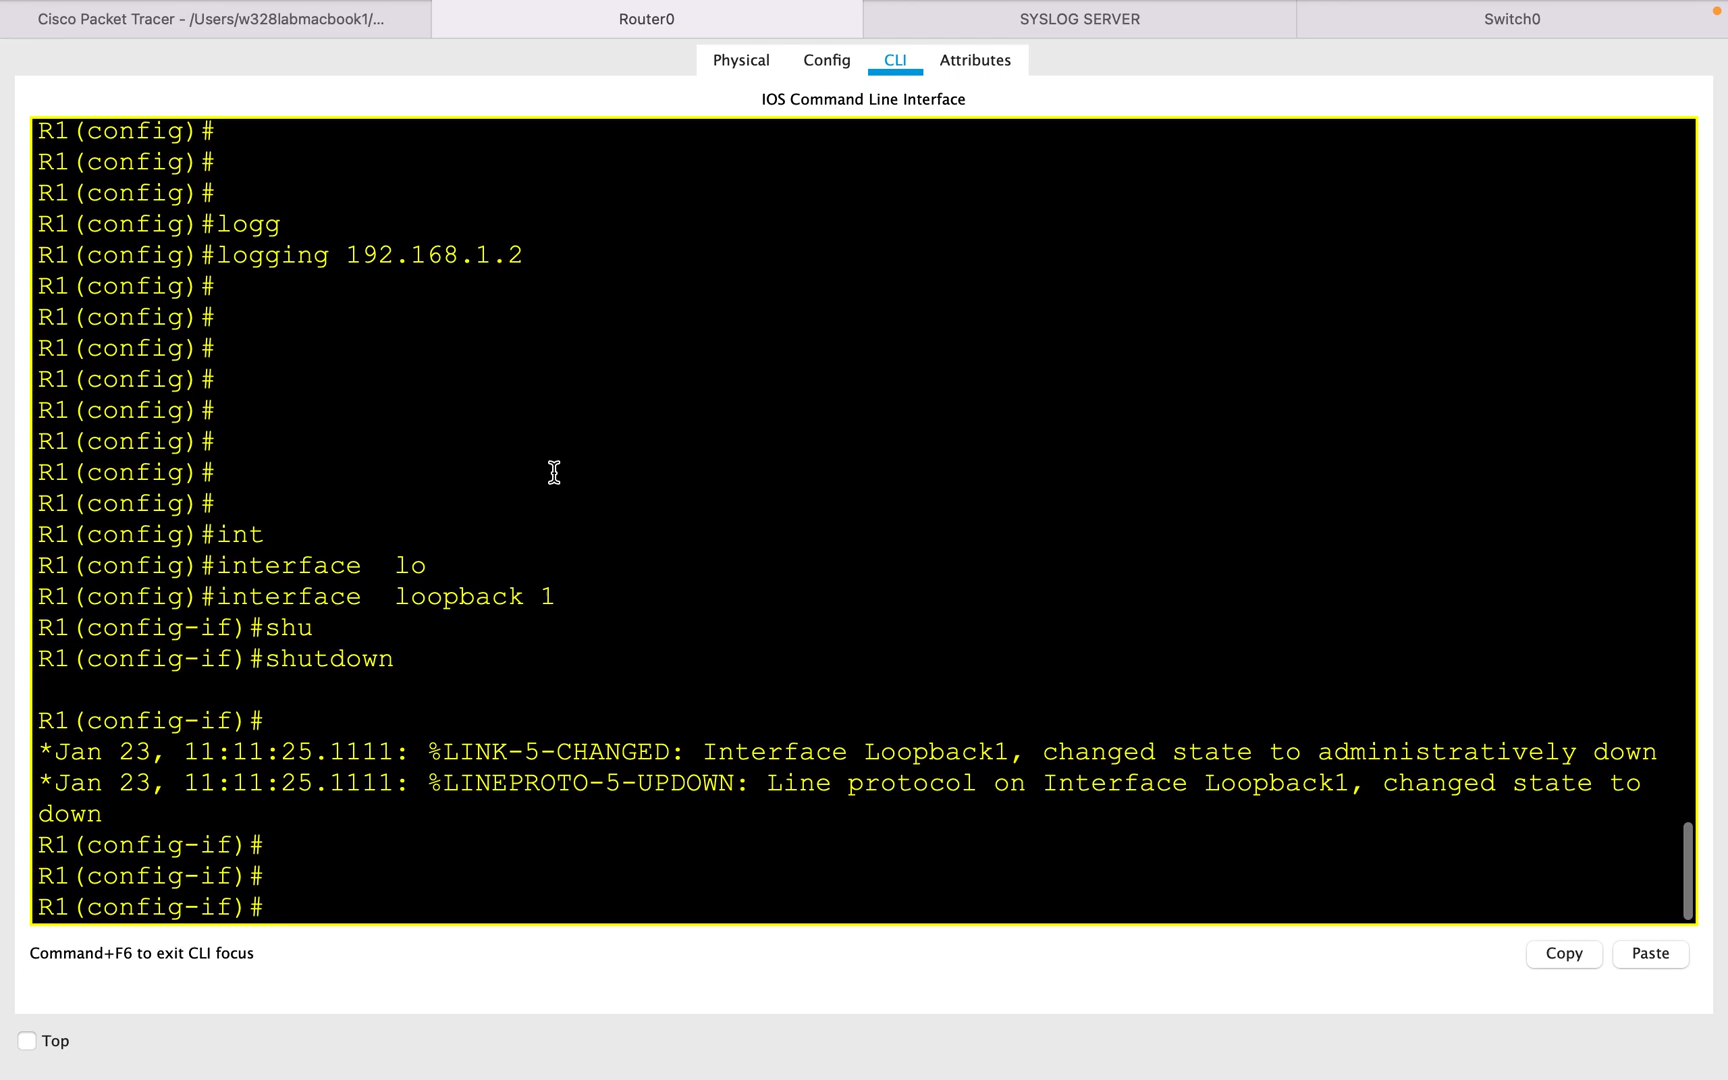 Cisco Packet Tracer - /Users/w328labmacbook1/...
Router0
SYSLOG SERVER
Switch0
Physical
Config
CLI
Attributes
IOS Command Line Interface
R1(config)#
R1(config)#
R1(config)#
R1(config)#logg
R1(config)#logging 192.168.1.2
R1(config)#
R1(config)#
R1(config)#
R1(config)#
R1(config)#
R1(config)#
R1(config)#
R1(config)#
R1(config)#int
R1(config)#interface  lo
R1(config)#interface  loopback 1
R1(config-if)#shu
R1(config-if)#shutdown
R1(config-if)#
*Jan 23, 11:11:25.1111: %LINK-5-CHANGED: Interface Loopback1, changed state to administratively down
*Jan 23, 11:11:25.1111: %LINEPROTO-5-UPDOWN: Line protocol on Interface Loopback1, changed state to
down
R1(config-if)#
R1(config-if)#
R1(config-if)#
Command+F6 to exit CLI focus
Copy
Paste
Top